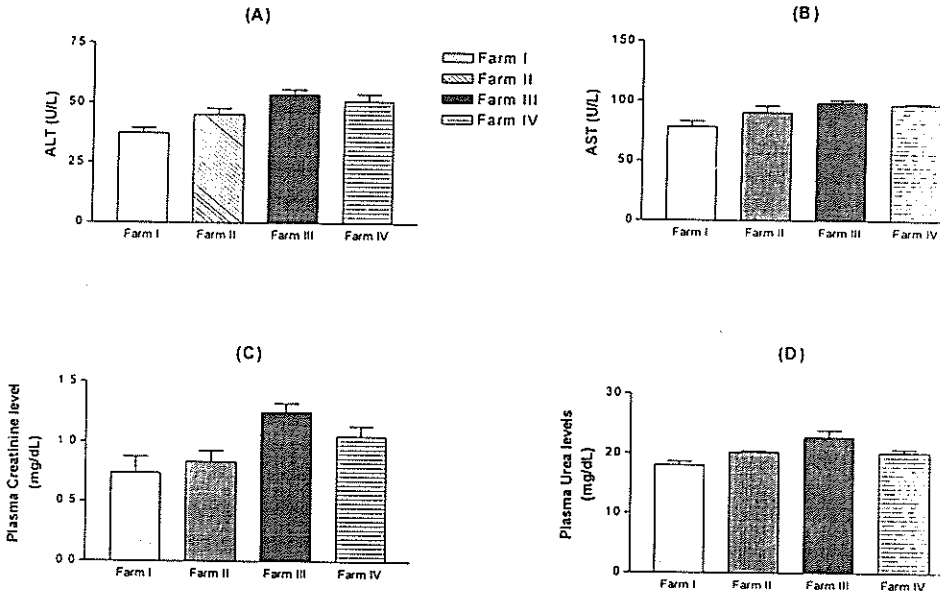 (A)
75
50
25
0
ALT (U/L)
Farm I
Farm II
Farm III
Farm IV
Farm I
Farm II
Farm III
Farm IV
(B)
150
100
50
0
AST (U/L)
Farm I
Farm II
Farm III
Farm IV
(C)
1 5
1 0
0 5
0 0
Plasma Creatinine level
(mg/dL)
Farm I
Farm II
Farm III
Farm IV
(D)
30
20
10
0
Plasma Urea levels
(mg/dL)
Farm I
Farm II
Farm III
Farm IV